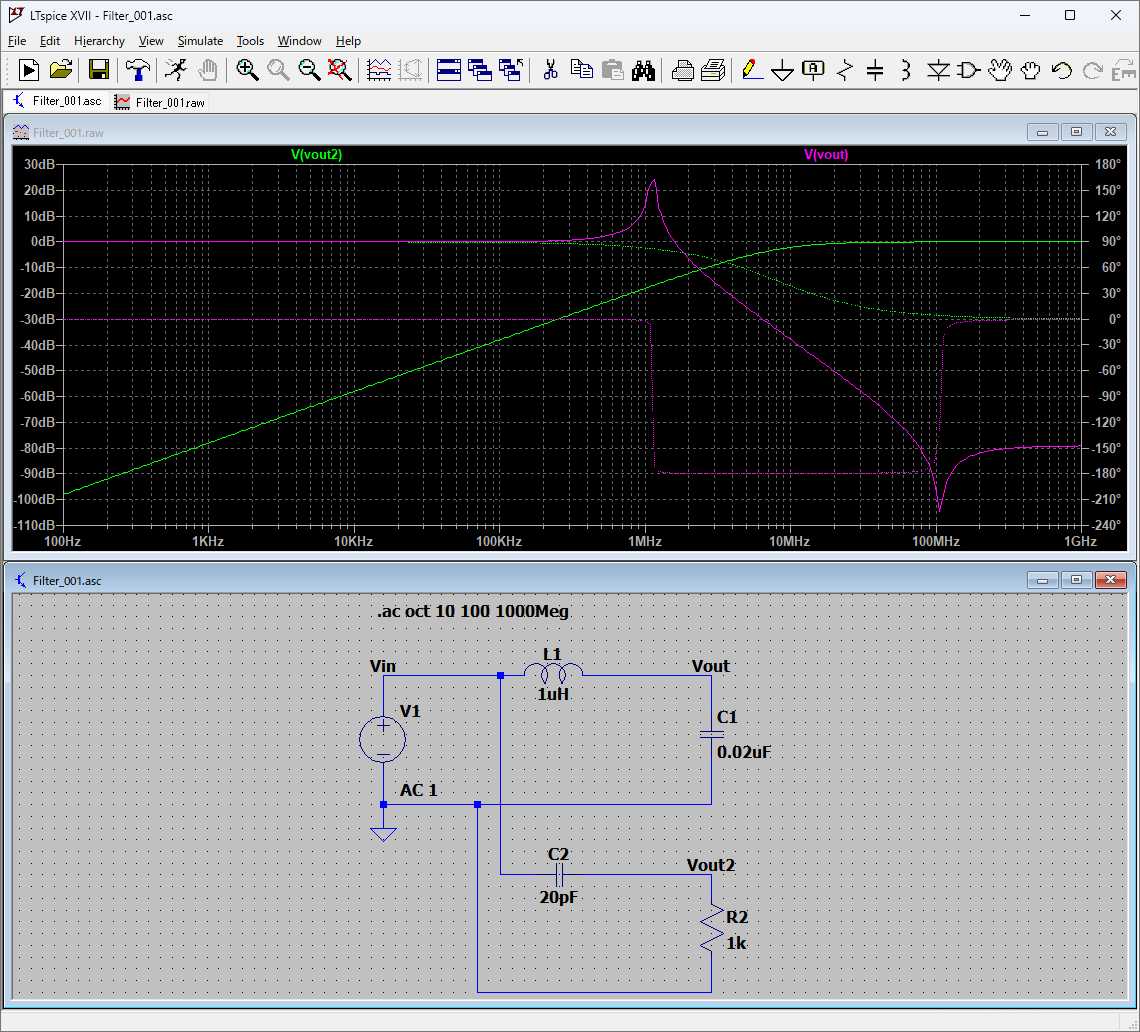 LTspice XVII - Filter_001.asc
File Edit Hierarchy View Simulate Tools Window Help
Filter_001.asc Filter_001.raw
Filter_001.raw
V(vout2) V(vout)
30dB 180°
20dB 150°
10dB 120°
0dB 90°
-10dB 60°
-20dB 30°
-30dB 0°
-40dB -30°
-50dB -60°
-60dB -90°
-70dB -120°
-80dB -150°
-90dB -180°
-100dB -210°
-110dB -240°
100Hz 1KHz 10KHz 100KHz 1MHz 10MHz 100MHz 1GHz
Filter_001.asc
.ac oct 10 100 1000Meg
L1
Vin Vout
1uH
V1
C1
0.02uF
AC 1
C2
Vout2
20pF
R2
1k